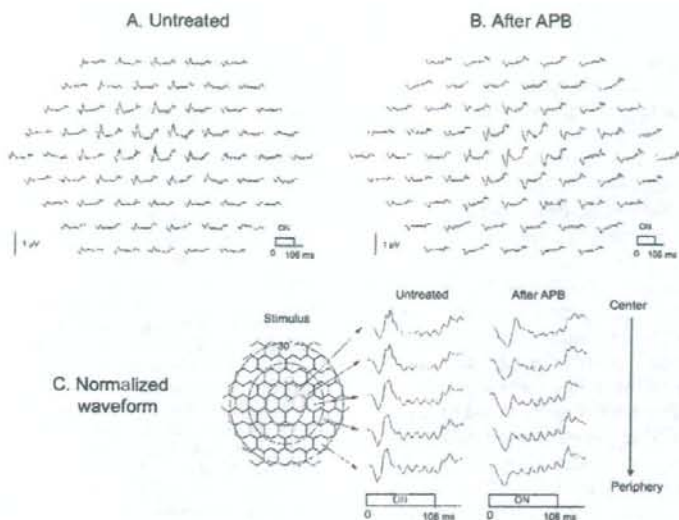 A. Untreated
B. After APB
1 µV
ON
0 106 ms
1 µV
ON
0 106 ms
Untreated
After APB
Center
Stimulus
30°
C. Normalized
waveform
ON
ON
0 106 ms
0 106 ms
Periphery